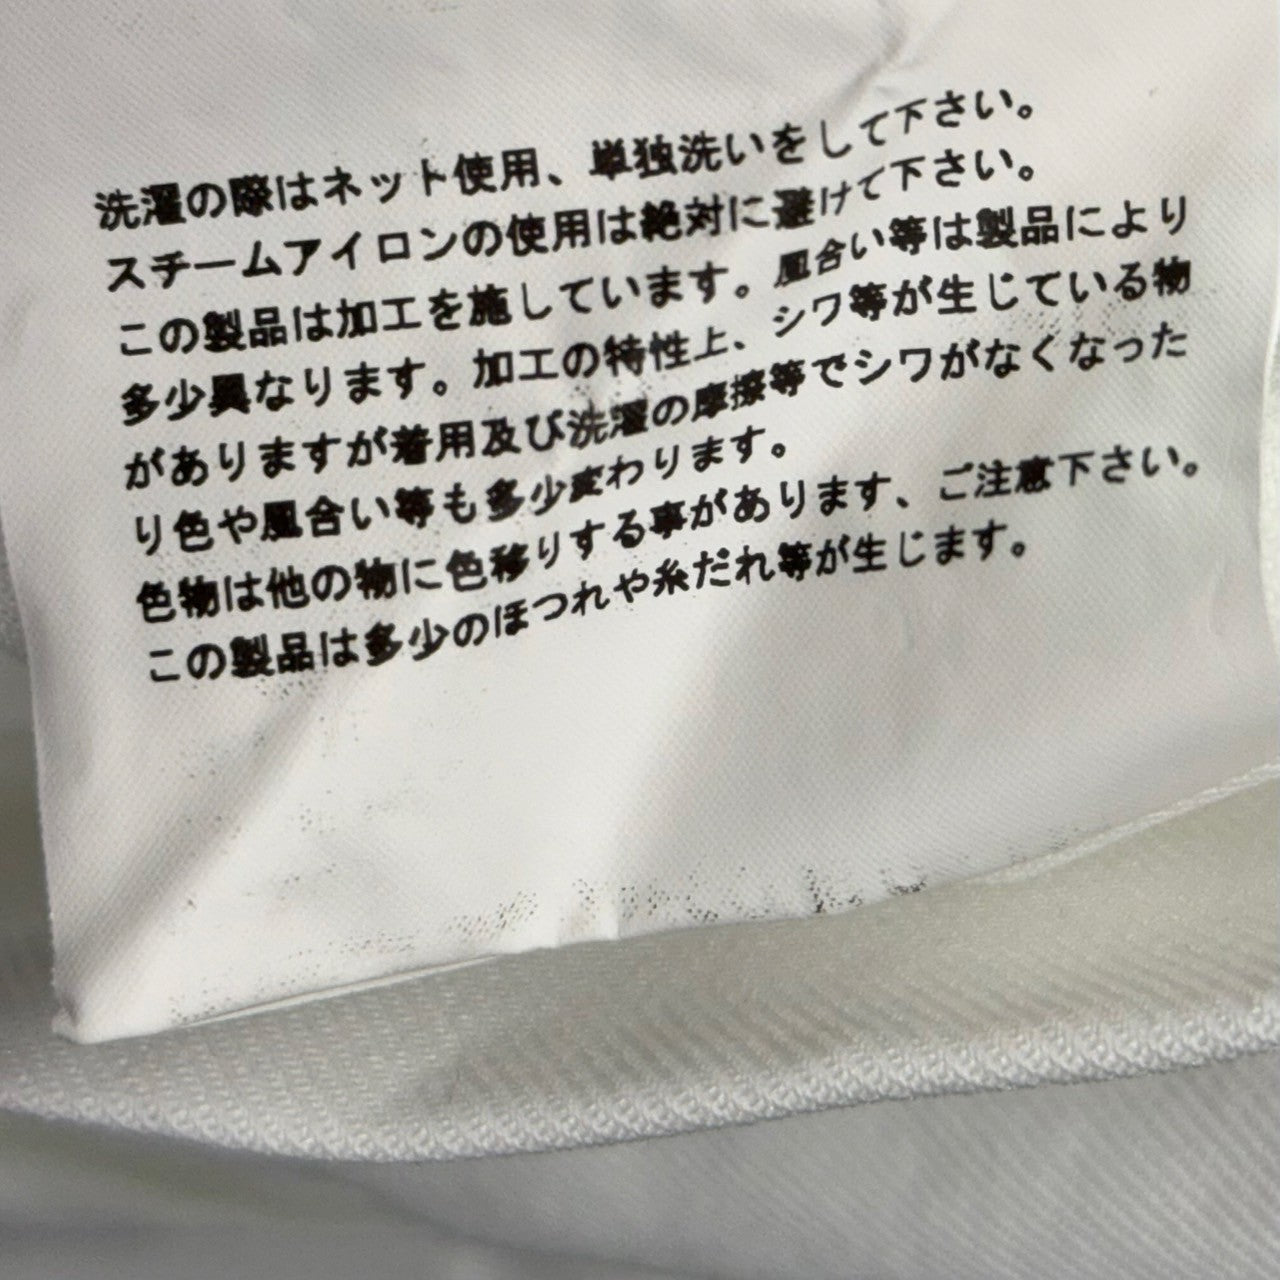 洗濯の際はネット使用、単独洗いをして下さい。
スチームアイロンの使用は絶対に避けて下さい。
この製品は加工を施しています。風合い等は製品により
多少異なります。加工の特性上、シワ等が生じている物
がありますが着用及び洗濯の摩擦等でシワがなくなった
り色や風合い等も多少変わります。
色物は他の物に色移りする事があります、ご注意下さい。
この製品は多少のほつれや糸だれ等が生じます。